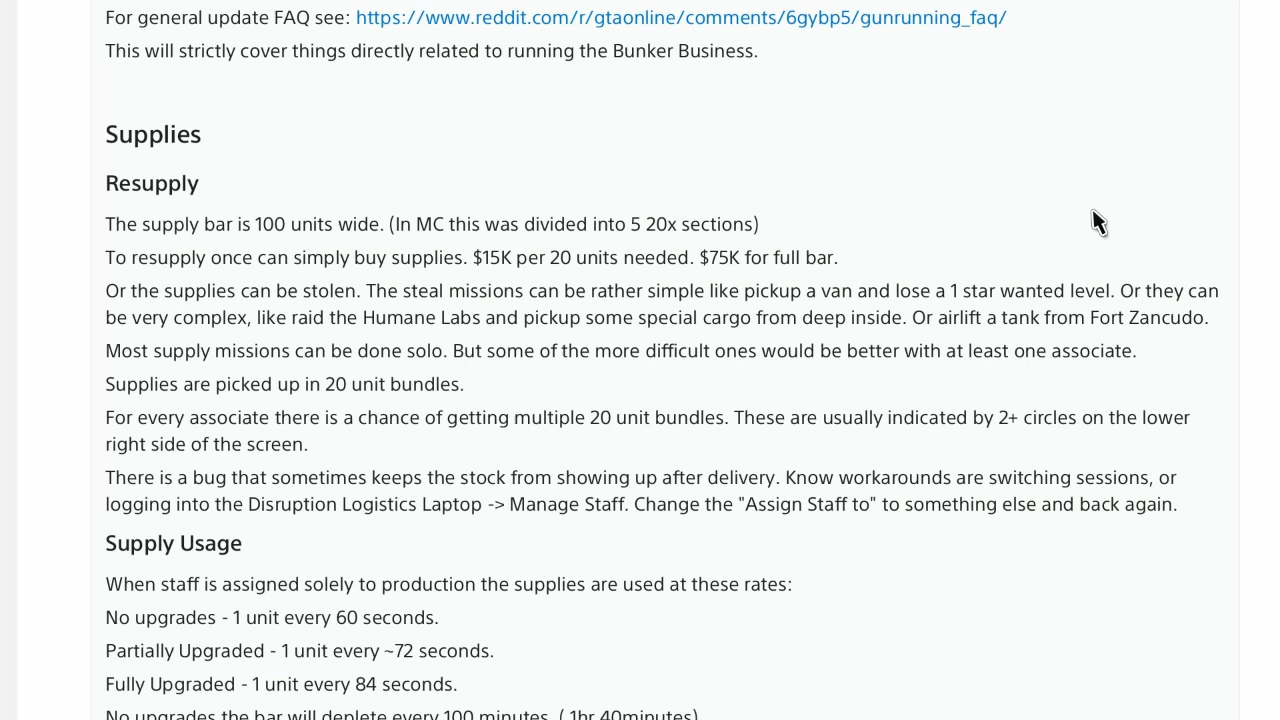 For general update FAQ see: https://www.reddit.com/r/gtaonline/comments/6gybp5/gunrunning_faq/
This will strictly cover things directly related to running the Bunker Business.
Supplies
Resupply
The supply bar is 100 units wide. (In MC this was divided into 5 20x sections)
To resupply once can simply buy supplies. $15K per 20 units needed. $75K for full bar.
Or the supplies can be stolen. The steal missions can be rather simple like pickup a van and lose a 1 star wanted level. Or they can
be very complex, like raid the Humane Labs and pickup some special cargo from deep inside. Or airlift a tank from Fort Zancudo.
Most supply missions can be done solo. But some of the more difficult ones would be better with at least one associate.
Supplies are picked up in 20 unit bundles.
For every associate there is a chance of getting multiple 20 unit bundles. These are usually indicated by 2+ circles on the lower
right side of the screen.
There is a bug that sometimes keeps the stock from showing up after delivery. Know workarounds are switching sessions, or
logging into the Disruption Logistics Laptop -> Manage Staff. Change the "Assign Staff to" to something else and back again.
Supply Usage
When staff is assigned solely to production the supplies are used at these rates:
No upgrades - 1 unit every 60 seconds.
Partially Upgraded - 1 unit every ~72 seconds.
Fully Upgraded - 1 unit every 84 seconds.
No upgrades the bar will deplete every 100 minutes. ( 1hr 40minutes)